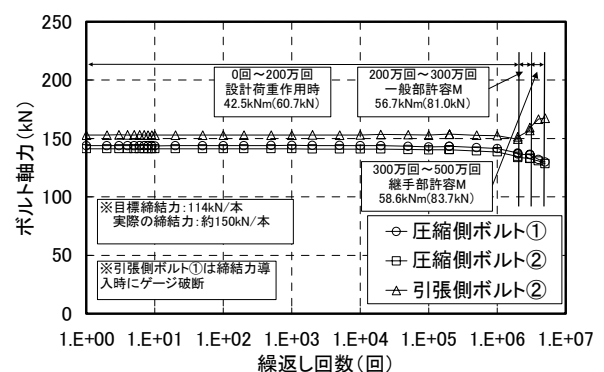 250
200
150
100
50
0
ボルト軸力(kN)
0回～200万回
設計荷重作用時
42.5kNm(60.7kN)
200万回～300万回
一般部許容M
56.7kNm(81.0kN)
300万回～500万回
継手部許容M
58.6kNm(83.7kN)
※目標締結力：114kN/本
実際の締結力：約150kN/本
※引張側ボルト①は締結力導
入時にゲージ破断
圧縮側ボルト①
圧縮側ボルト②
引張側ボルト②
1.E+00 1.E+01 1.E+02 1.E+03 1.E+04 1.E+05 1.E+06 1.E+07
繰返し回数(回)